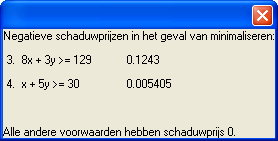 Negatieve schaduwprijzen in het geval van minimaliseren:
3. 8x + 3y >= 129 0.1243
4. x + 5y >= 30 0.005405
Alle andere voorwaarden hebben schaduwprijs 0.